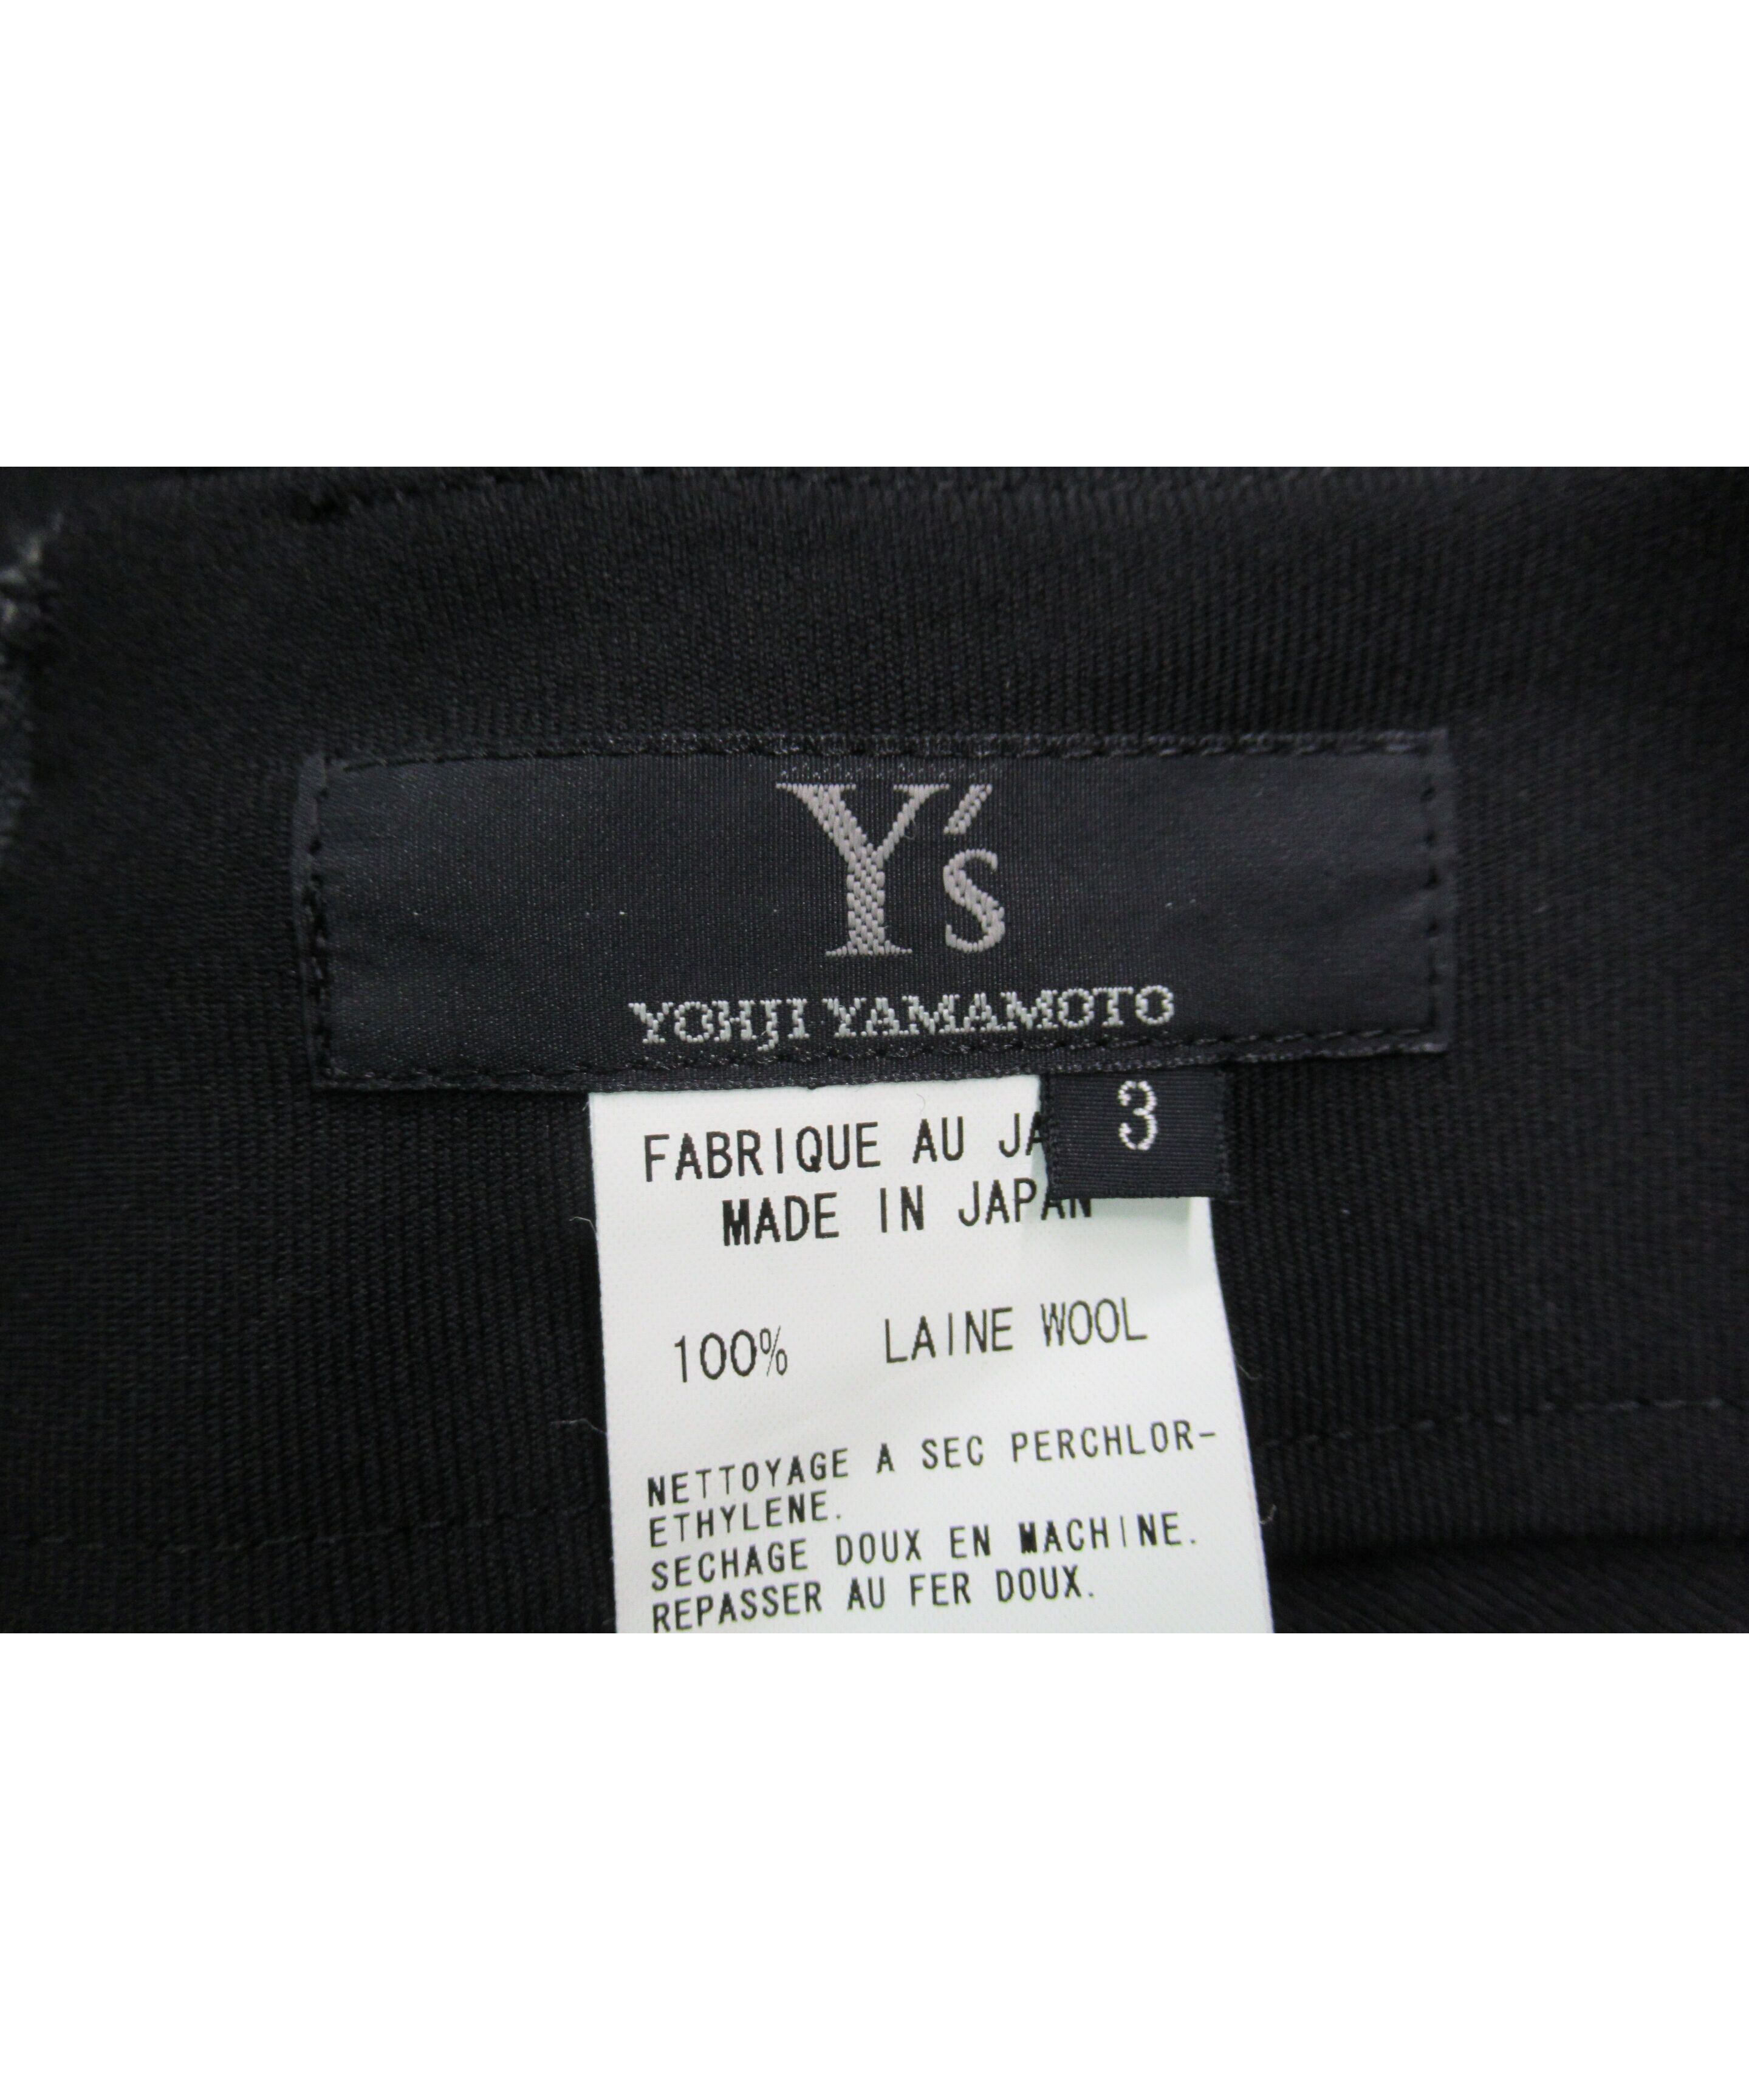 Y's
YOHJI YAMAMOTO
3
FABRIQUE AU
MADE IN JAPAN
100% LAINE WOOL
NETTOYAGE A SEC PERCHLOR-
ETHYLENE.
SECHAGE DOUX EN MACHINE.
REPASSER AU FER DOUX.